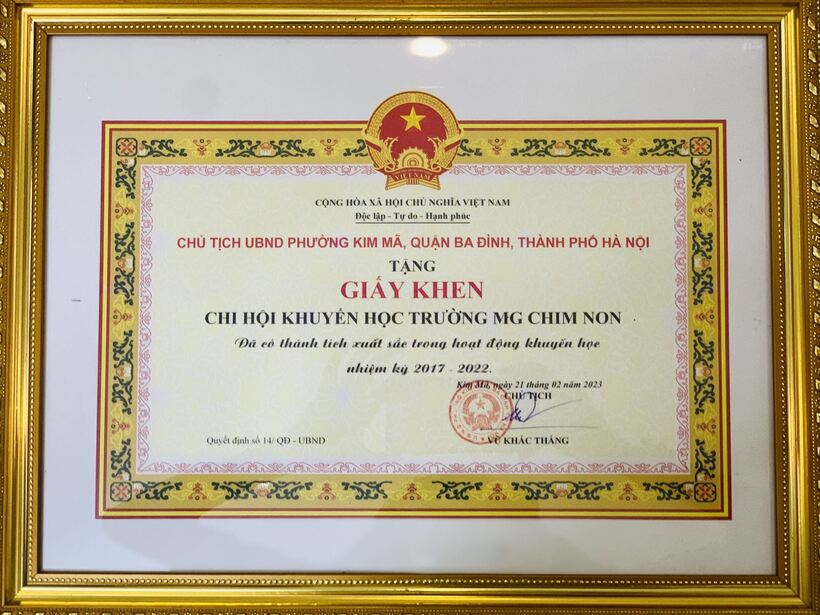 VIỆT NAM
CỘNG HÒA XÃ HỘI CHỦ NGHĨA VIỆT NAM
Độc lập - Tự do - Hạnh phúc
CHỦ TỊCH UBND PHƯỜNG KIM MÃ, QUẬN BA ĐÌNH, THÀNH PHỐ HÀ NỘI
TẶNG
GIẤY KHEN
CHI HỘI KHUYẾN HỌC TRƯỜNG MG CHIM NON
Đã có thành tích xuất sắc trong hoạt động khuyến học
nhiệm kỳ 2017 - 2022.
Kim Mã, ngày 21 tháng 02 năm 2023
CHỦ TỊCH
Quyết định số 14/ QĐ - UBND
VŨ KHẮC THẮNG